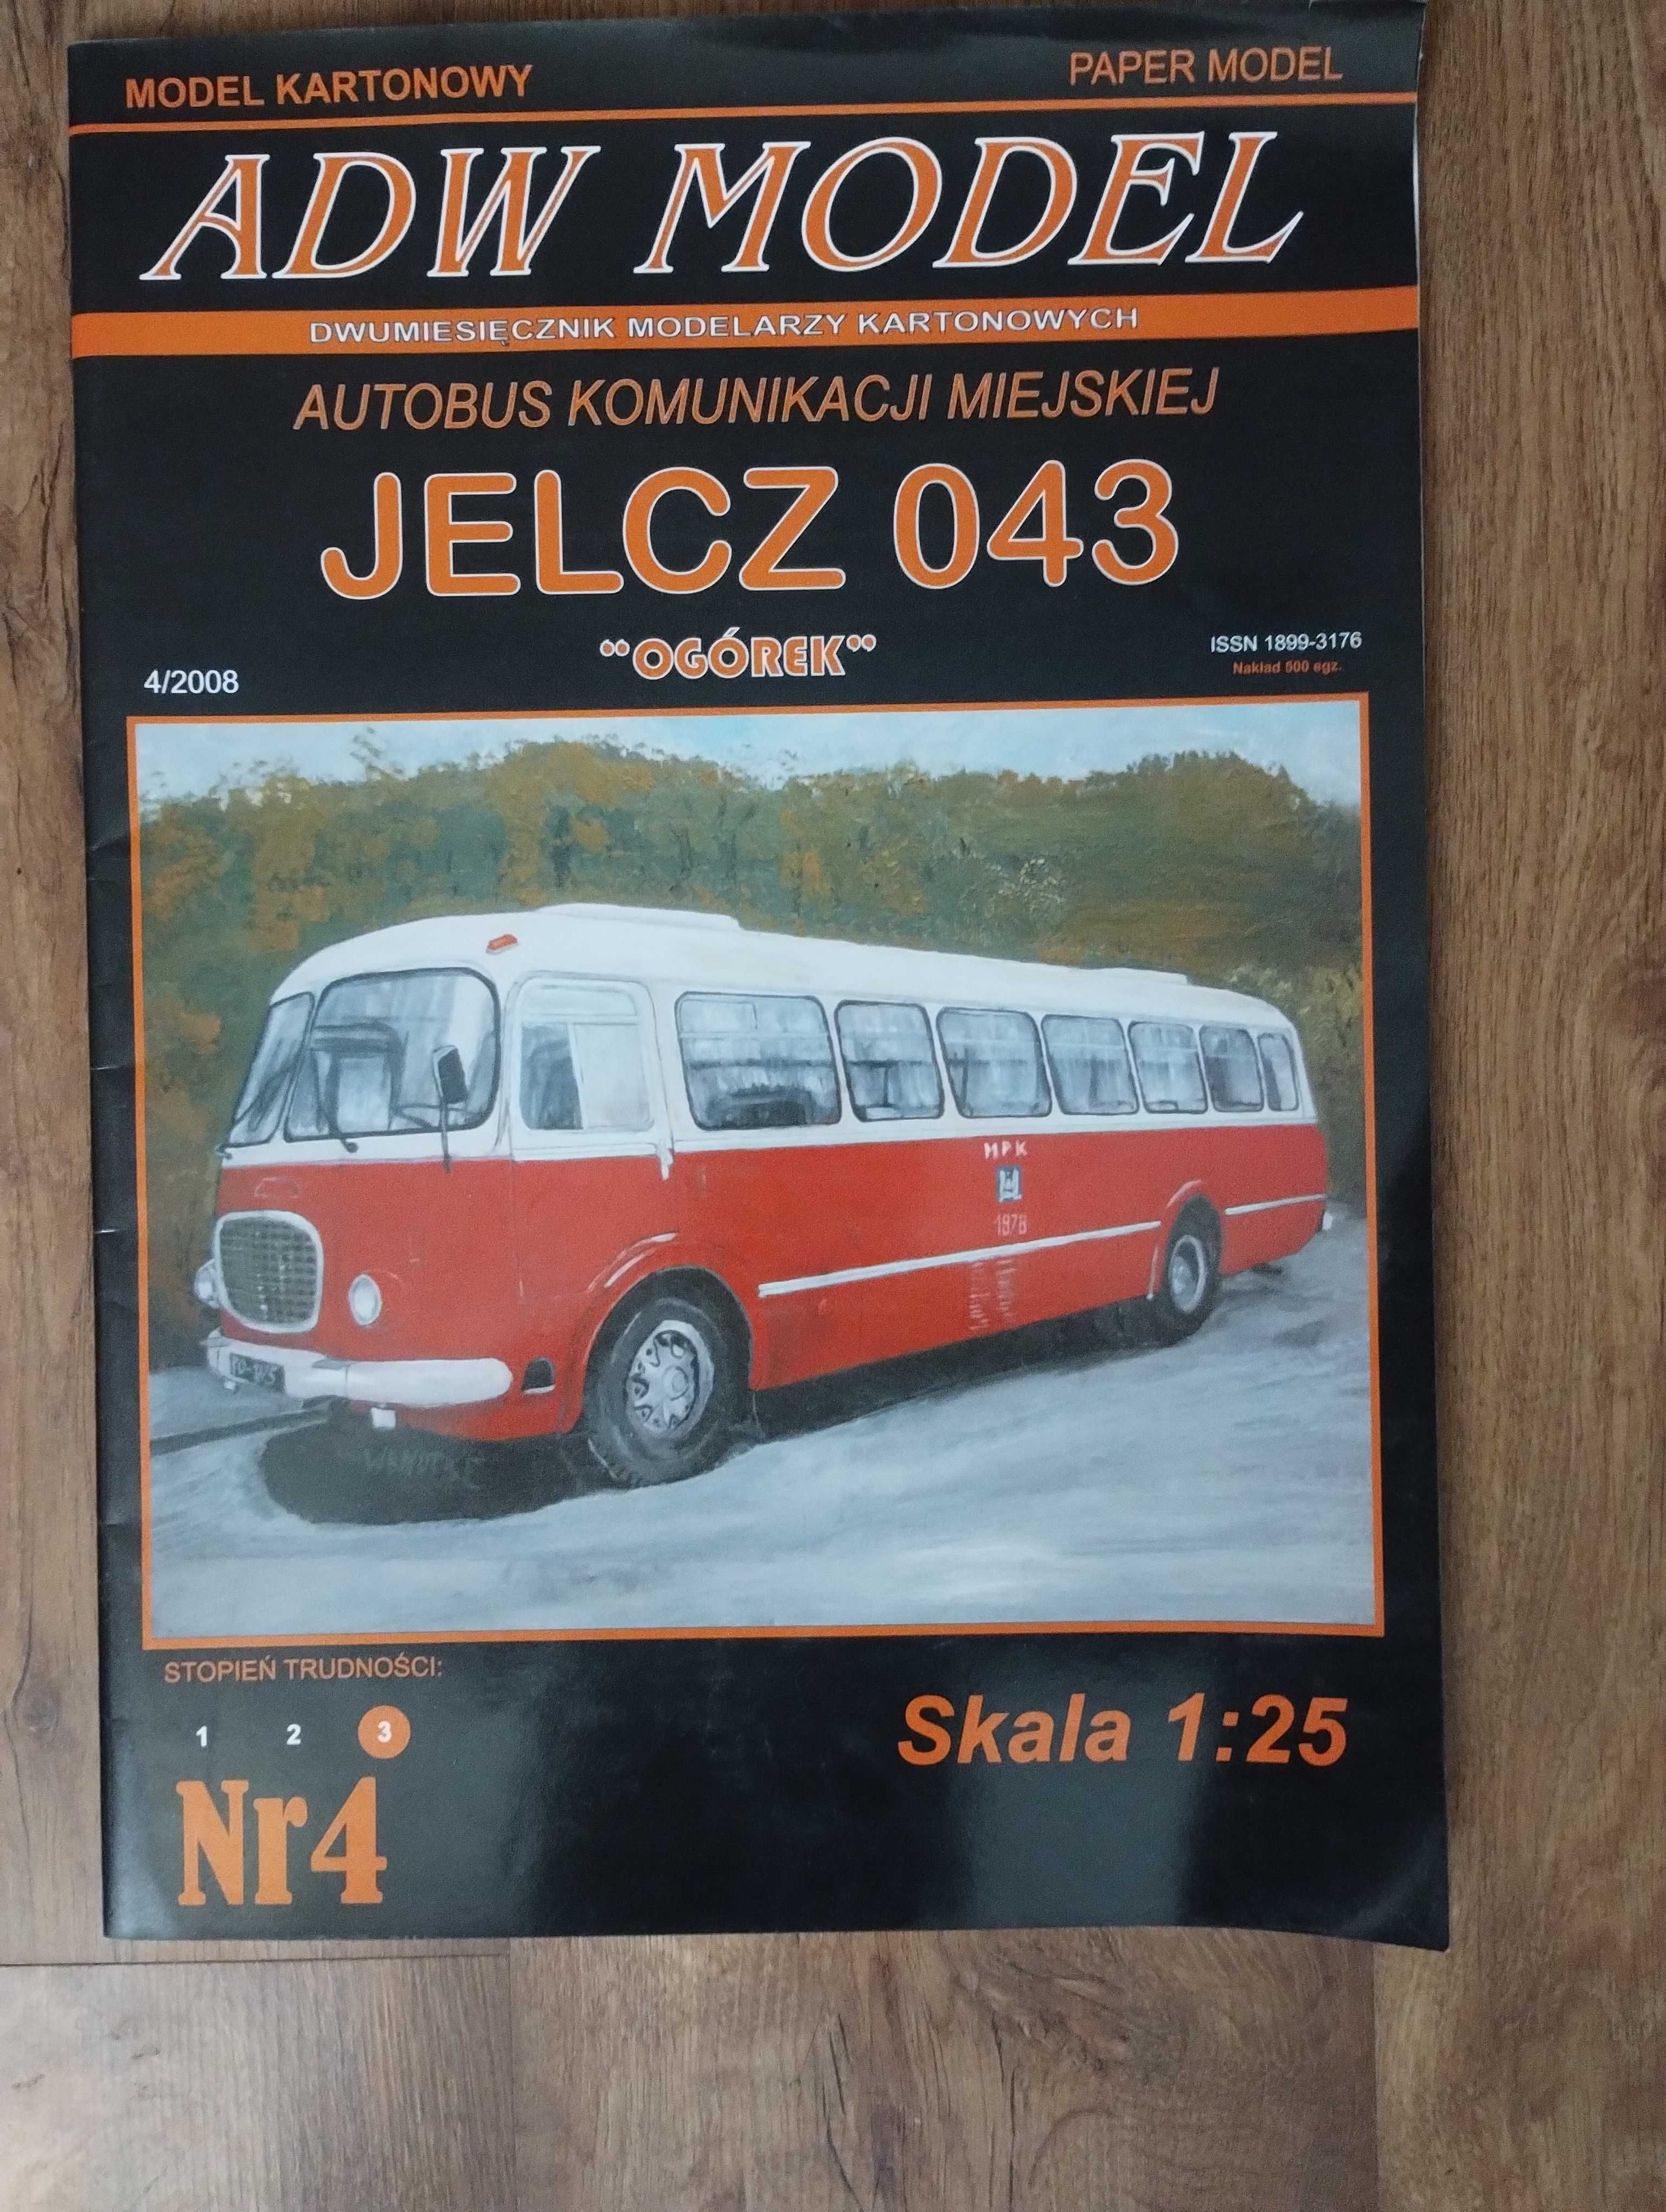 MODEL KARTONOWY
PAPER MODEL
ADW MODEL
DWUMIESIĘCZNIK MODELARZY KARTONOWYCH
AUTOBUS KOMUNIKACJI MIEJSKIEJ
JELCZ 043
"OGÓREK"
4/2008
ISSN 1899-3176
Nakład 500 egz.
MPK
1878
STOPIEŃ TRUDNOŚCI:
1 2 3
Skala 1:25
Nr4